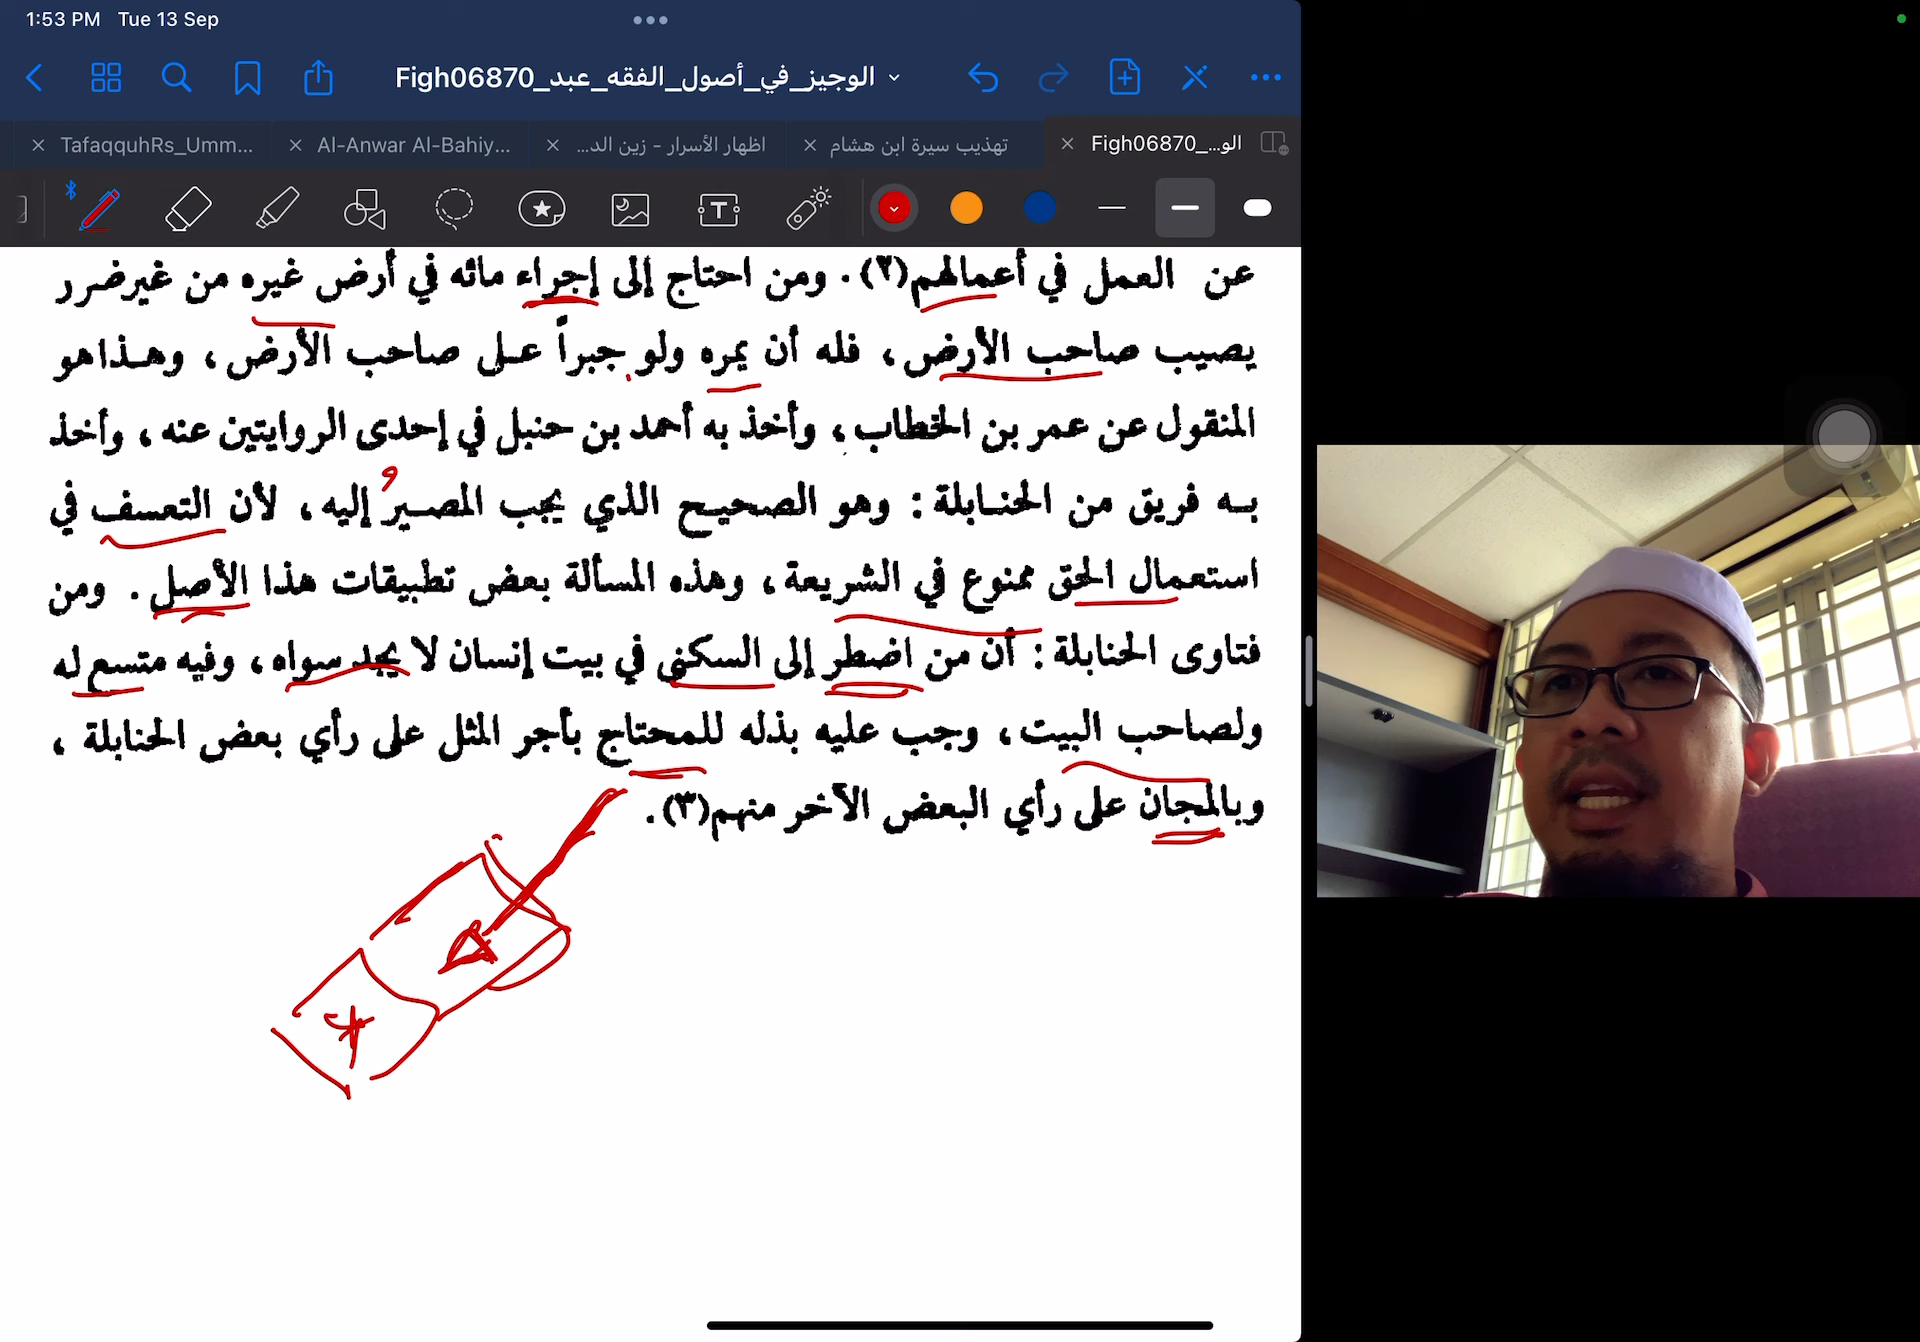 1:53 PM Tue 13 Sep
Figh06870_الوجيز_في_أصول_الفقه_عبد
TafaqquhRs_Umm...
Al-Anwar Al-Bahiy...
اظهار الأسرار - زين الد...
تهذيب سيرة ابن هشام
Figh06870_الو...
عن العمل في أعمالهم(٢) . ومن احتاج إلى إجراء مائه في أرض غيره من غيرضرر
يصيب صاحب الأرض ، فله أن يمره ولو جبراً على صاحب الأرض ، وهذاهو
المنقول عن عمر بن الخطاب ، وأخذ به أحمد بن حنبل في إحدى الروايتين عنه ، وأخذ
به فريق من الحنابلة : وهو الصحيح الذي يجب المصير إليه ، لأن التعسف في
استعمال الحق ممنوع في الشريعة ، وهذه المسألة بعض تطبيقات هذا الأصل . ومن
فتاوى الحنابلة : أن من اضطر إلى السكنى في بيت إنسان لا يجد سواه ، وفيه متسع له
ولصاحب البيت ، وجب عليه بذله للمحتاج بأجر المثل على رأي بعض الحنابلة ،
وبالمجان على رأي البعض الآخر منهم(٣) .